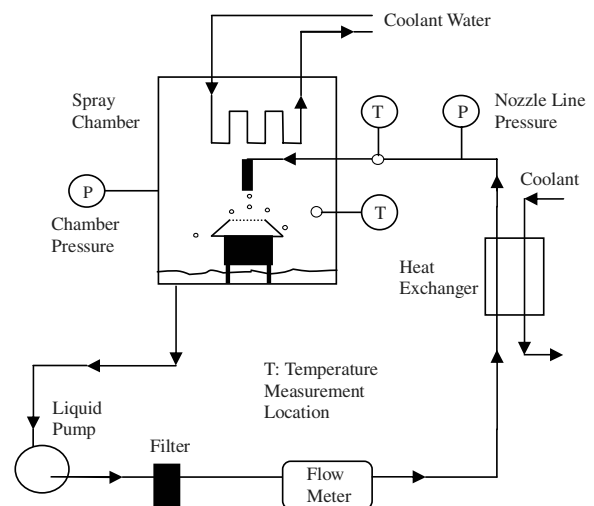 Coolant Water
Spray
Chamber
T
P
Nozzle Line
Pressure
P
Chamber
Pressure
T
Coolant
Heat
Exchanger
T: Temperature
Measurement
Location
Liquid
Pump
Filter
Flow
Meter